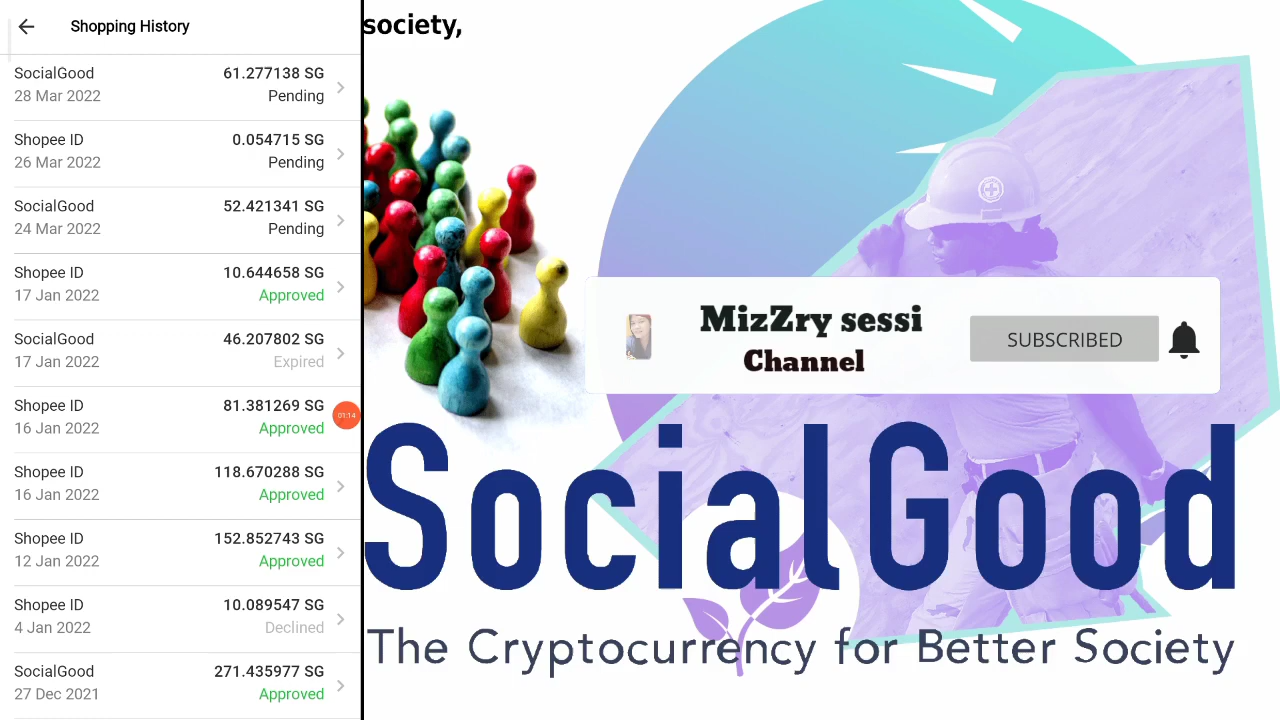 Shopping History
SocialGood 61.277138 SG
28 Mar 2022 Pending
Shopee ID 0.054715 SG
26 Mar 2022 Pending
SocialGood 52.421341 SG
24 Mar 2022 Pending
Shopee ID 10.644658 SG
17 Jan 2022 Approved
SocialGood 46.207802 SG
17 Jan 2022 Expired
Shopee ID 81.381269 SG
16 Jan 2022 Approved
01:14
Shopee ID 118.670288 SG
16 Jan 2022 Approved
Shopee ID 152.852743 SG
12 Jan 2022 Approved
Shopee ID 10.089547 SG
4 Jan 2022 Declined
SocialGood 271.435977 SG
27 Dec 2021 Approved
society,
MizZry sessi
Channel
SUBSCRIBED
SocialGood
The Cryptocurrency for Better Society